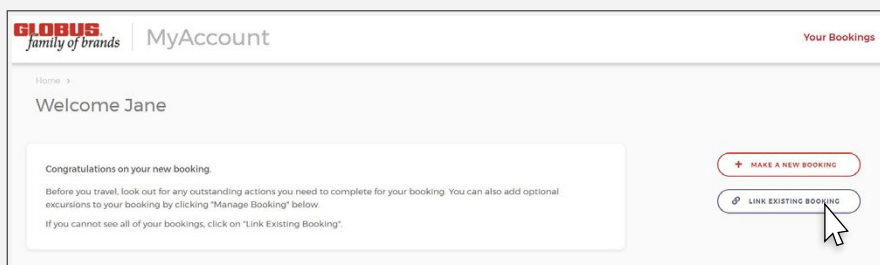 GLOBUS.
family of brands
MyAccount
Your Bookings
Home >
Welcome Jane
Congratulations on your new booking.
Before you travel, look out for any outstanding actions you need to complete for your booking. You can also add optional
excursions to your booking by clicking "Manage Booking" below.
If you cannot see all of your bookings, click on "Link Existing Booking".
+ MAKE A NEW BOOKING
LINK EXISTING BOOKING